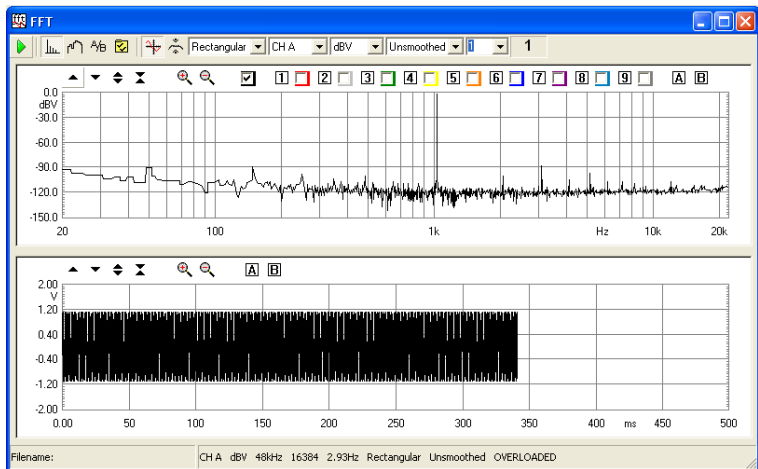 FFT
A/B Rectangular CH A dBV Unsmoothed 1 1
1 2 3 4 5 6 7 8 9 A B
0.0
dBV
-30.0
-60.0
-90.0
-120.0
-150.0
20 100 1k Hz 10k 20k
A B
2.00
V
1.20
0.40
-0.40
-1.20
-2.00
0.00 50 100 150 200 250 300 350 400 ms 450 500
Filename: CH A dBV 48kHz 16384 2.93Hz Rectangular Unsmoothed OVERLOADED